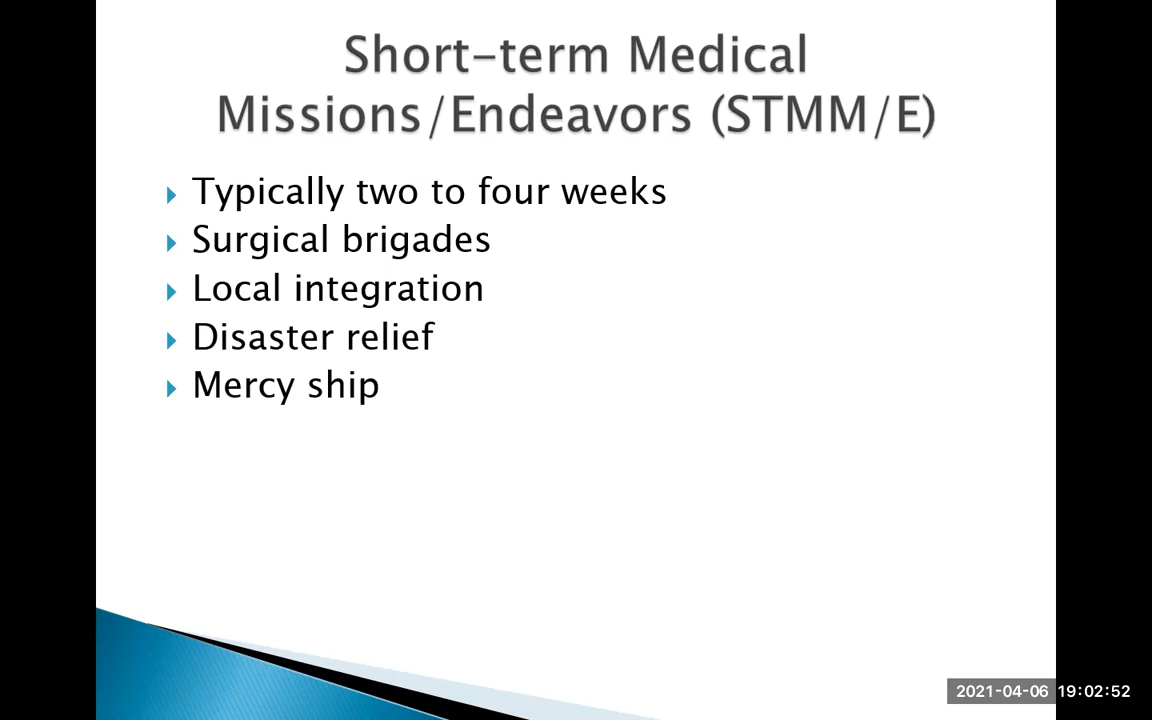 Short-term Medical
Missions/Endeavors (STMM/E)
Typically two to four weeks
Surgical brigades
Local integration
Disaster relief
Mercy ship
2021-04-06 19:02:52